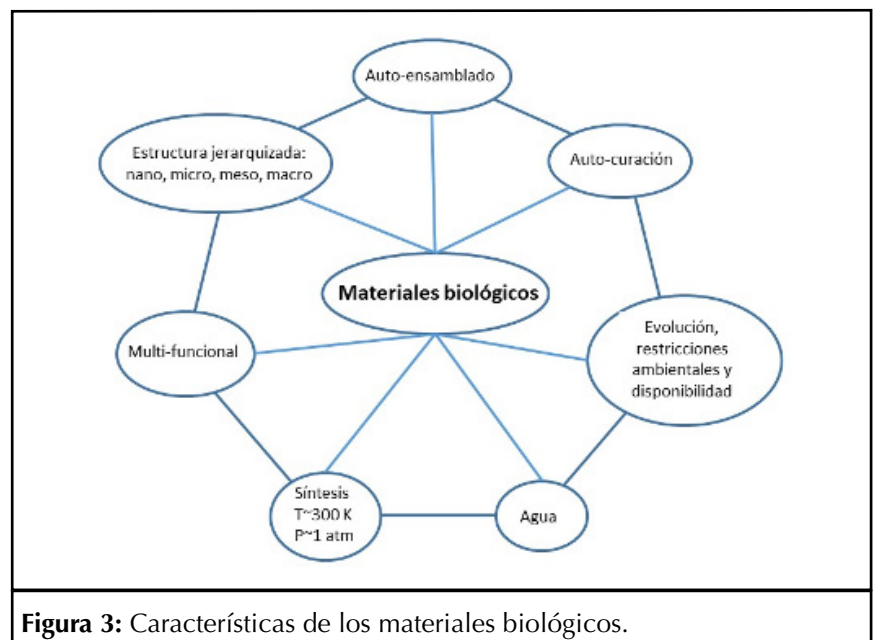 Auto-ensamblado
Estructura jerarquizada:
nano, micro, meso, macro
Auto-curación
Materiales biológicos
Multi-funcional
Evolución,
restricciones
ambientales y
disponibilidad
Síntesis
T~300 K
P~1 atm
Agua
Figura 3: Características de los materiales biológicos.